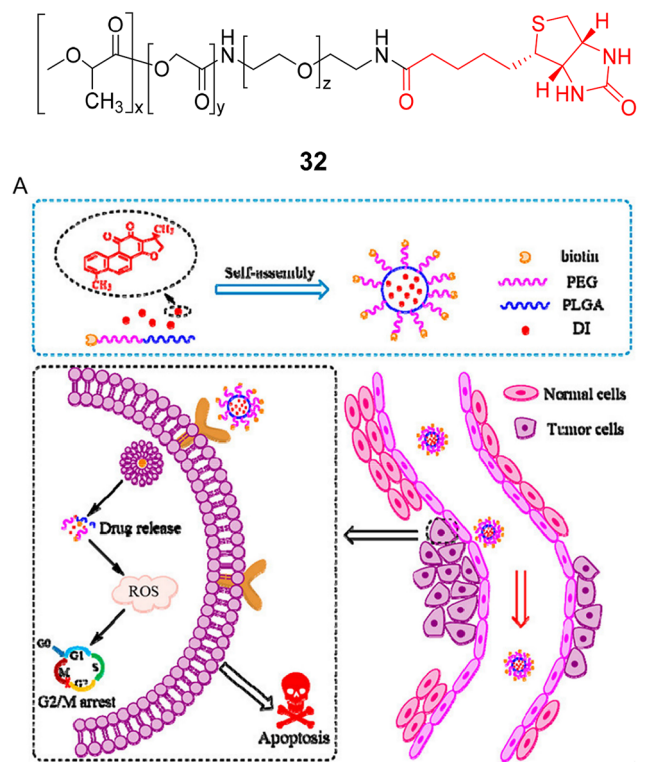 O
O
CH3
x
O
O
y
H
N
O
z
H
N
O
S
H
H
NH
HN
O
32
A
CH3
O
O
O
CH3
Self-assembly
biotin
PEG
PLGA
DI
Normal cells
Tumor cells
Drug release
ROS
G0
G1
S
G2
M
G2/M arrest
Apoptosis